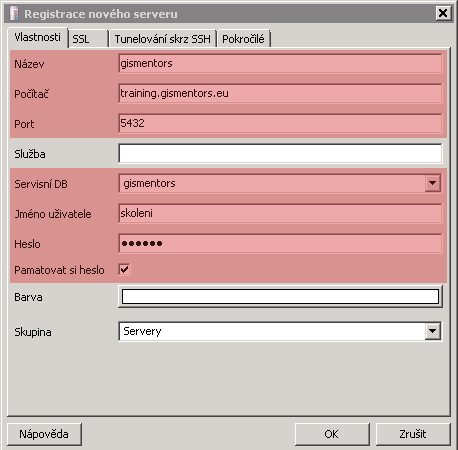 Registrace nového serveru
Vlastnosti SSL Tunelování skrz SSH Pokročilé
Název gismentors
Počítač training.gismentors.eu
Port 5432
Služba
Servisní DB gismentors
Jméno uživatele skoleni
Heslo ●●●●●●
Pamatovat si heslo
Barva
Skupina Servery
Nápověda OK Zrušit